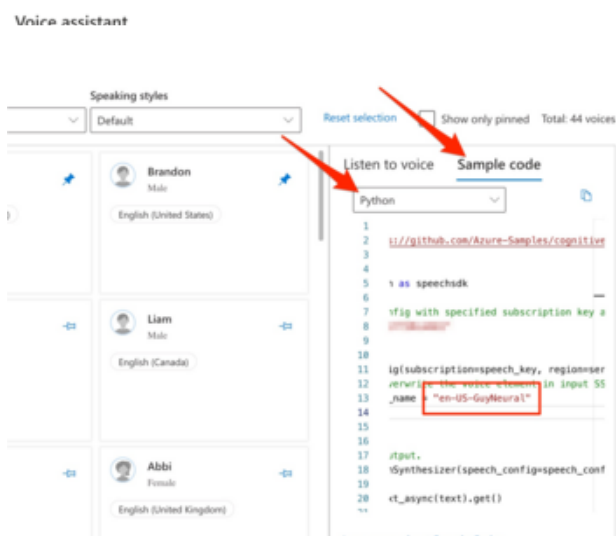 Voice assistant
Speaking styles
Default
Reset selection
Show only pinned
Total: 44 voices
Brandon
Male
English (United States)
Liam
Male
English (Canada)
Abbi
Female
English (United Kingdom)
Listen to voice
Sample code
Python
1
2 s://github.com/Azure-Samples/cognitive
3
4
5 n as speechsdk
6
7 nfig with specified subscription key a
8
9
10
11 ig(subscription=speech_key, region=ser
12 verwrite the voice element in input SS
13 _name = "en-US-GuyNeural"
14
15
16
17 utput.
18 hSynthesizer(speech_config=speech_conf
19
20 xt_async(text).get()
21